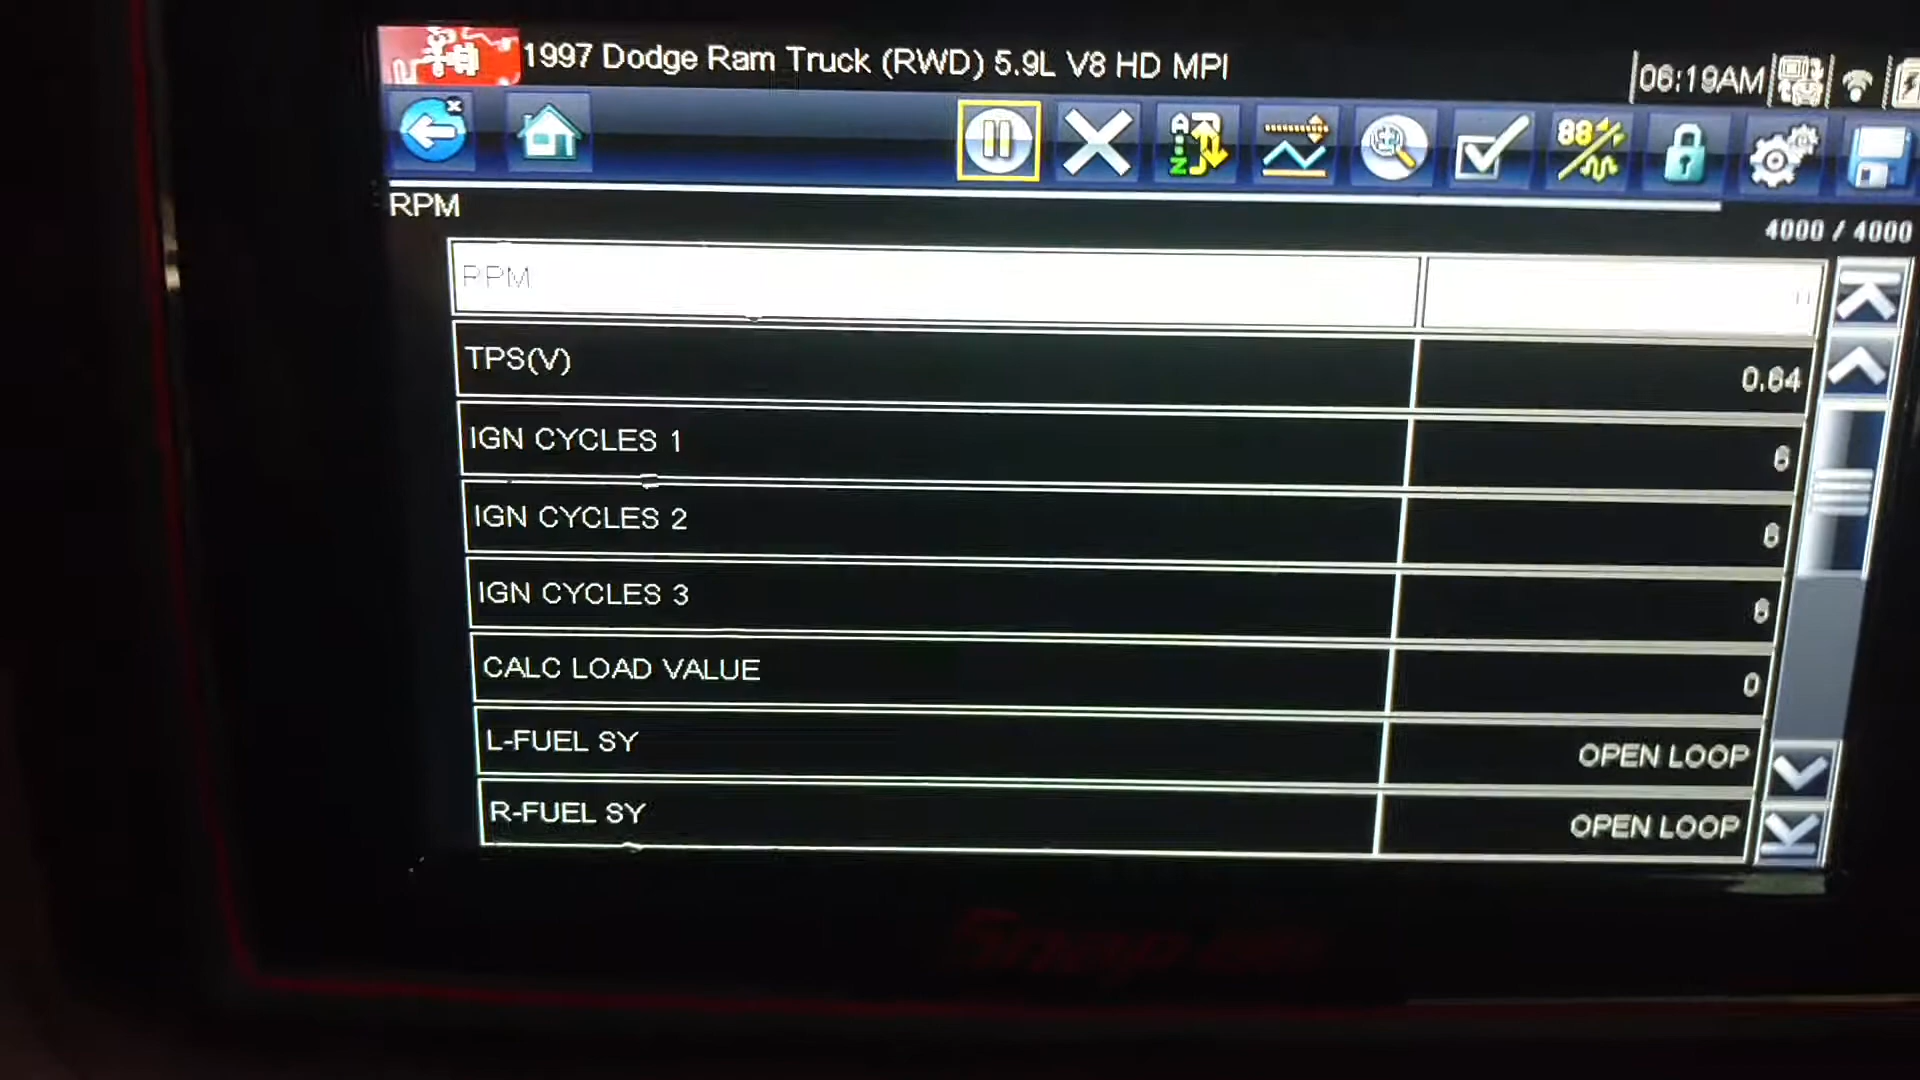 1997 Dodge Ram Truck (RWD) 5.9L V8 HD MPI
06:19AM
RPM
4000 / 4000
RPM
TPS(V) 0.64
IGN CYCLES 1 6
IGN CYCLES 2 6
IGN CYCLES 3 6
CALC LOAD VALUE 0
L-FUEL SY OPEN LOOP
R-FUEL SY OPEN LOOP
Snap-on